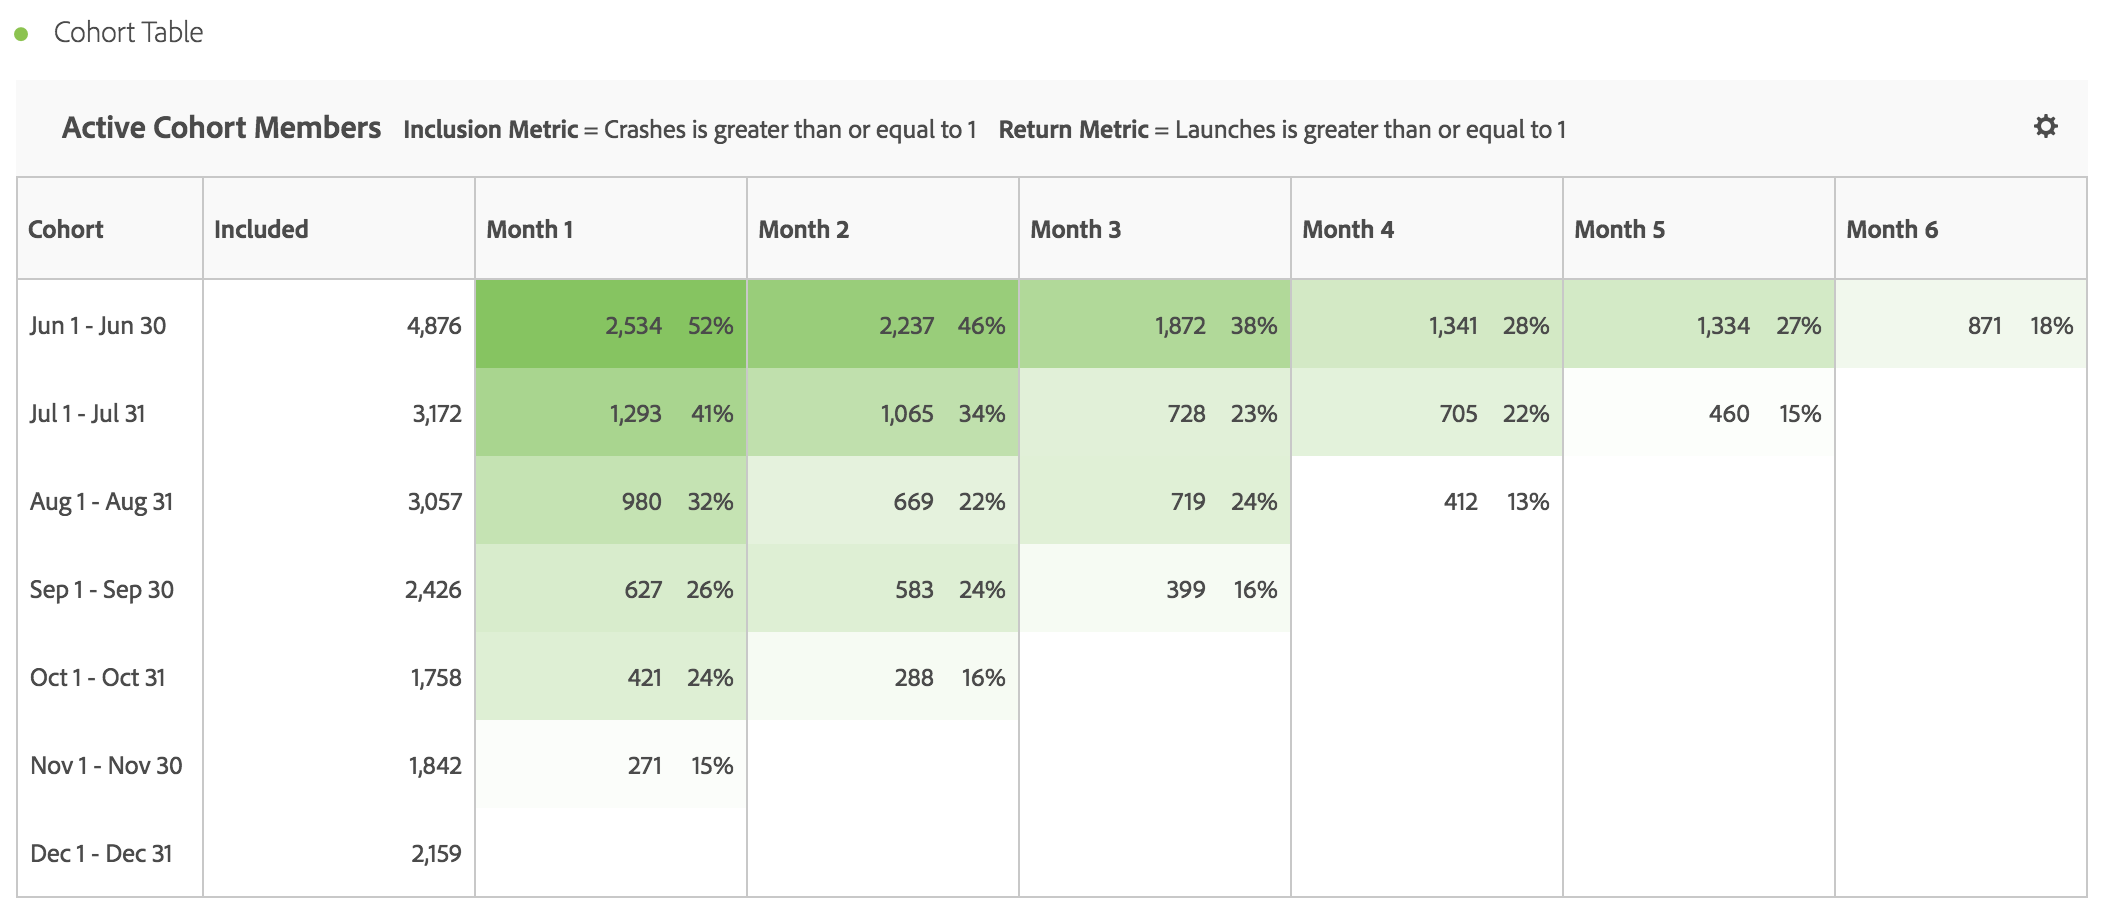 Cohort Table
Active Cohort Members Inclusion Metric = Crashes is greater than or equal to 1 Return Metric = Launches is greater than or equal to 1
Cohort Included Month 1 Month 2 Month 3 Month 4 Month 5 Month 6
Jun 1 - Jun 30 4,876 2,534 52% 2,237 46% 1,872 38% 1,341 28% 1,334 27% 871 18%
Jul 1 - Jul 31 3,172 1,293 41% 1,065 34% 728 23% 705 22% 460 15%
Aug 1 - Aug 31 3,057 980 32% 669 22% 719 24% 412 13%
Sep 1 - Sep 30 2,426 627 26% 583 24% 399 16%
Oct 1 - Oct 31 1,758 421 24% 288 16%
Nov 1 - Nov 30 1,842 271 15%
Dec 1 - Dec 31 2,159